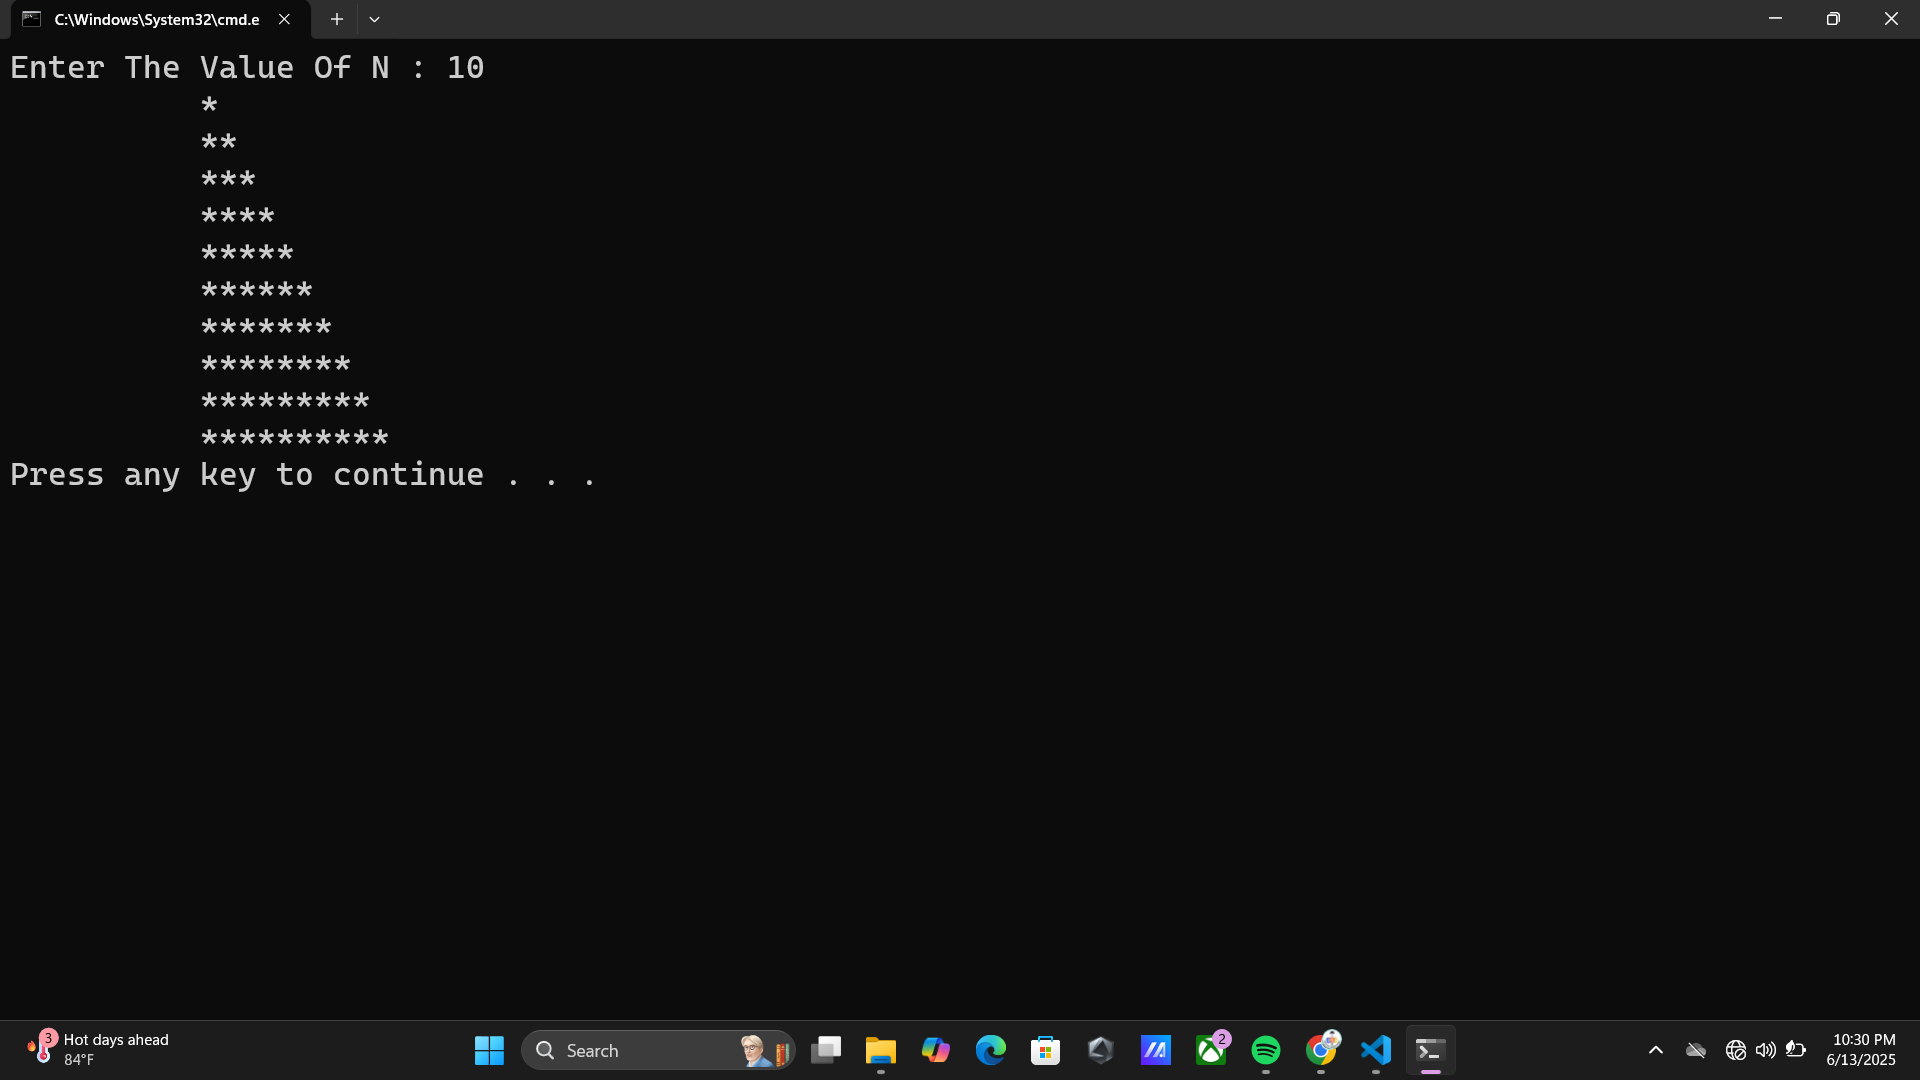 C:\Windows\System32\cmd.e
Enter The Value Of N : 10
*
**
***
****
*****
******
*******
********
*********
**********
Press any key to continue . . .
3
Hot days ahead
84°F
Search
2
10:30 PM
6/13/2025